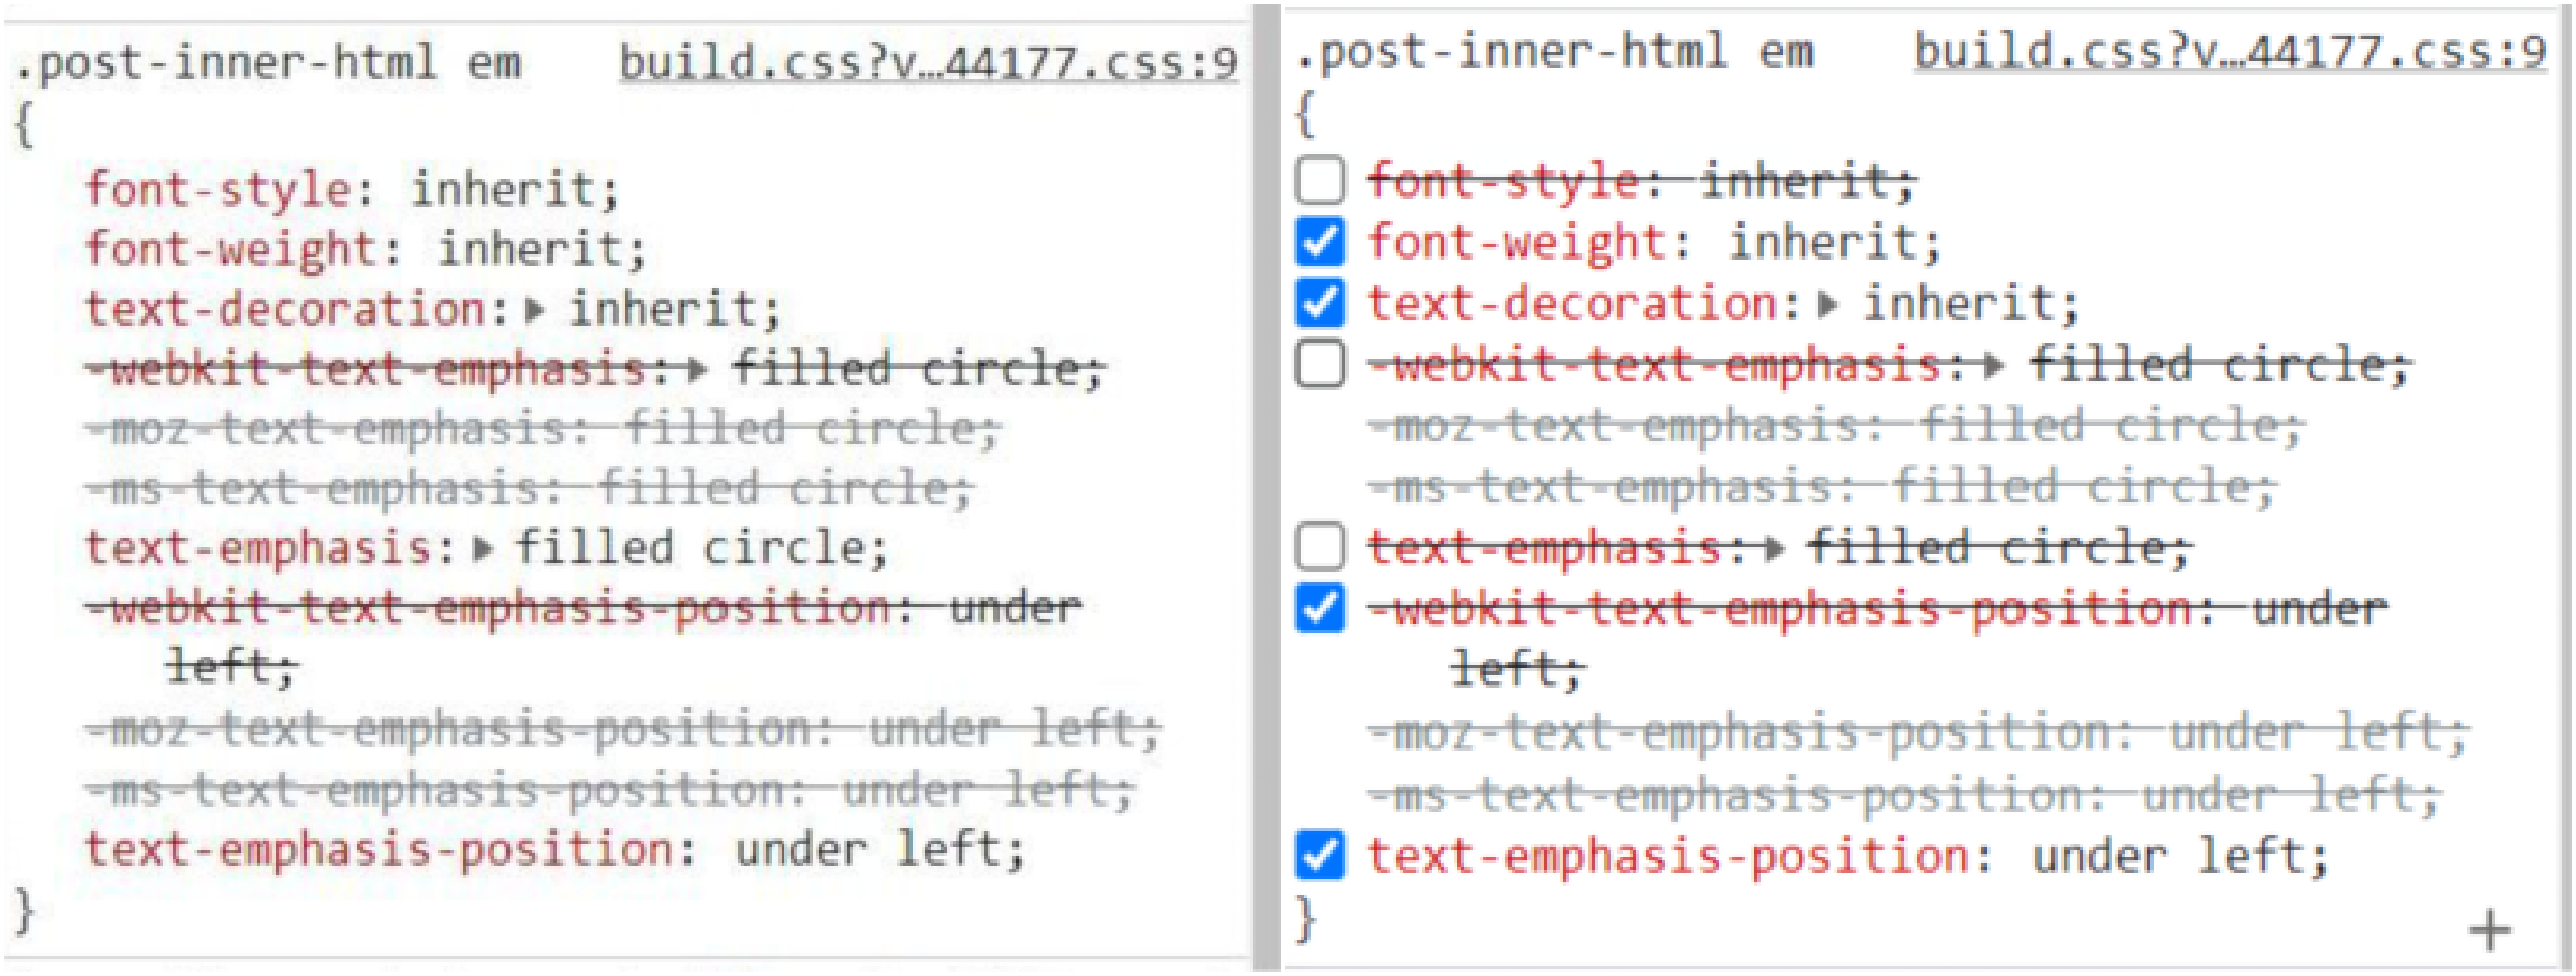 .post-inner-html em build.css?v…44177.css:9
{
font-style: inherit;
font-weight: inherit;
text-decoration: inherit;
-webkit-text-emphasis: filled circle;
-moz-text-emphasis: filled circle;
-ms-text-emphasis: filled circle;
text-emphasis: filled circle;
-webkit-text-emphasis-position: under
left;
-moz-text-emphasis-position: under left;
-ms-text-emphasis-position: under left;
text-emphasis-position: under left;
}
.post-inner-html em build.css?v…44177.css:9
{
font-style: inherit;
font-weight: inherit;
text-decoration: inherit;
-webkit-text-emphasis: filled circle;
-moz-text-emphasis: filled circle;
-ms-text-emphasis: filled circle;
text-emphasis: filled circle;
-webkit-text-emphasis-position: under
left;
-moz-text-emphasis-position: under left;
-ms-text-emphasis-position: under left;
text-emphasis-position: under left;
}